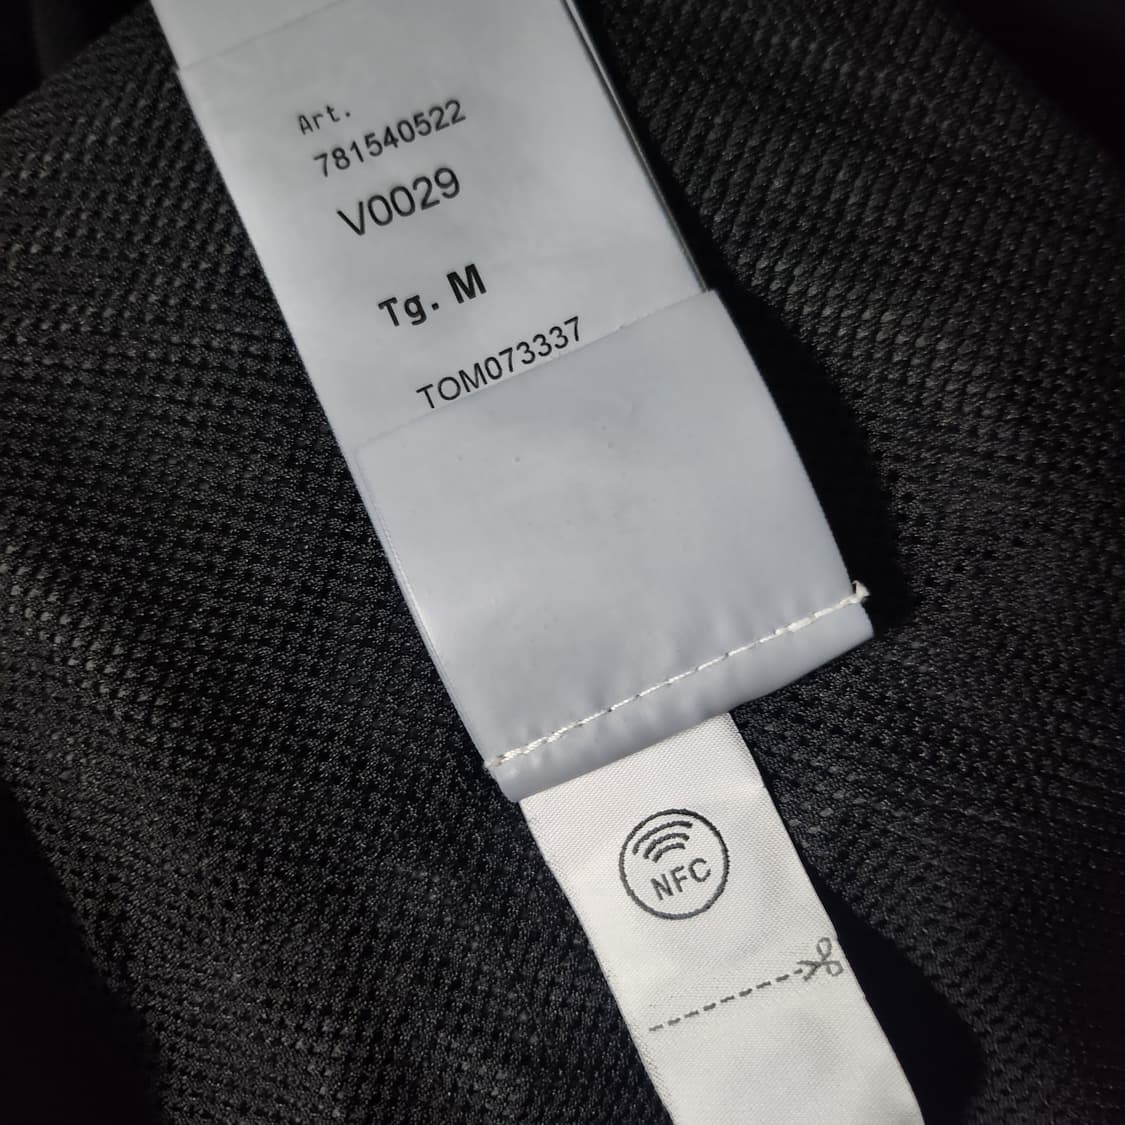 Art.
781540522
V0029
Tg. M
TOM073337
NFC